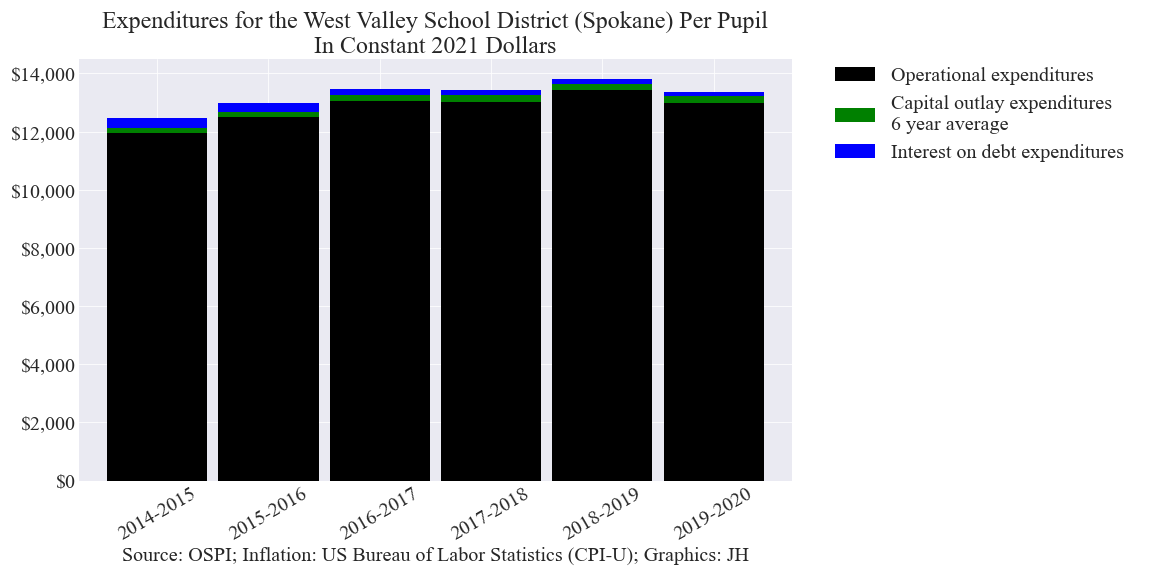 Expenditures for the West Valley School District (Spokane) Per Pupil
In Constant 2021 Dollars
$14,000
$12,000
$10,000
$8,000
$6,000
$4,000
$2,000
$0
2014-2015
2015-2016
2016-2017
2017-2018
2018-2019
2019-2020
Source: OSPI; Inflation: US Bureau of Labor Statistics (CPI-U); Graphics: JH
Operational expenditures
Capital outlay expenditures
6 year average
Interest on debt expenditures